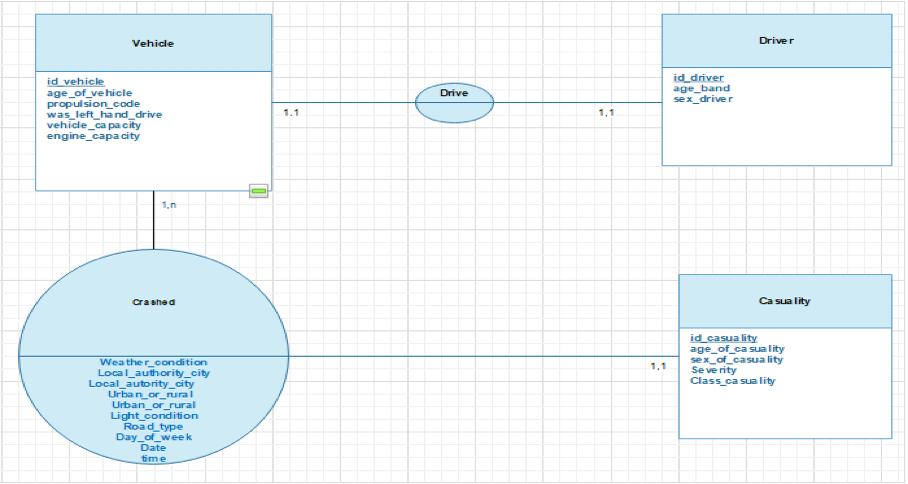 Vehicle
id_vehicle
age_of_vehicle
propulsion_code
was_left_hand_drive
vehicle_capacity
engine_capacity
1,1
Drive
1,1
Driver
id_driver
age_band
sex_driver
1,n
Crashed
Weather_condition
Local_authority_city
Local_autority_city
Urban_or_rural
Urban_or_rural
Light_condition
Road_type
Day_of_week
Date
time
1,1
Casuality
id_casuality
age_of_casuality
sex_of_casuality
Severity
Class_casuality